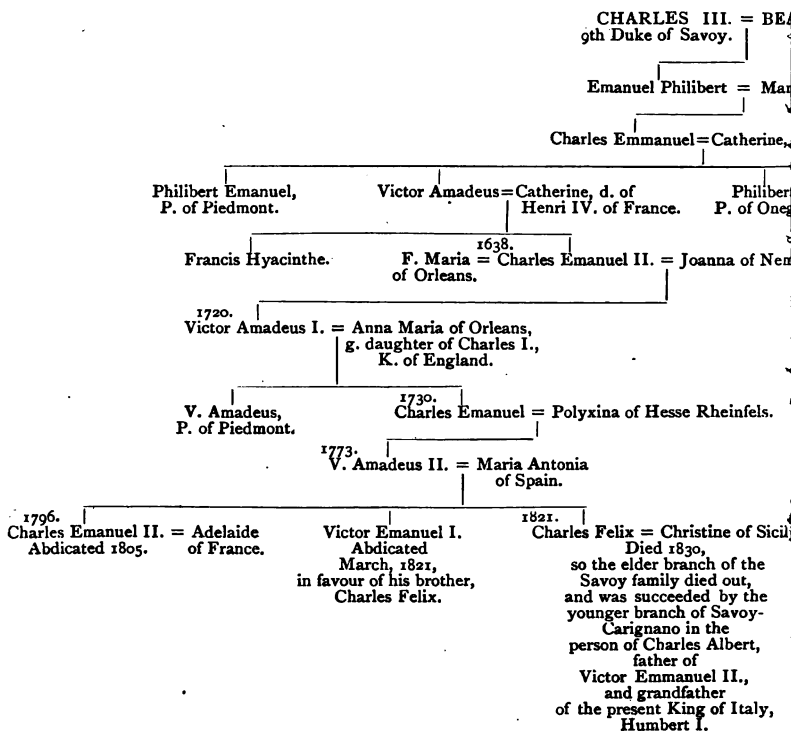 CHARLES III. =
9th Duke of Savoy.
Emanuel Philibert =
Charles Emmanuel=Catherine,
Philibert Emanuel,
P. of Piedmont.
Victor Amadeus=Catherine, d. of
Henri IV. of France.
P. of
Francis Hyacinthe.
1638.
F. Maria = Charles Emanuel II. = Joanna of
of Orleans.
1720.
Victor Amadeus I. = Anna Maria of Orleans,
g. daughter of Charles I.,
K. of England.
V. Amadeus,
P. of Piedmont.
1730.
Charles Emanuel = Polyxina of Hesse Rheinfels.
1773.
V. Amadeus II. = Maria Antonia
of Spain.
1796.
Charles Emanuel II. = Adelaide
Abdicated 1805. of France.
Victor Emanuel I.
Abdicated
March, 1821,
in favour of his brother,
Charles Felix.
1821.
Charles Felix = Christine of
Died 1830,
so the elder branch of the
Savoy family died out,
and was succeeded by the
younger branch of Savoy-
Carignano in the
person of Charles Albert,
father of
Victor Emmanuel II.,
and grandfather
of the present King of Italy,
Humbert I.